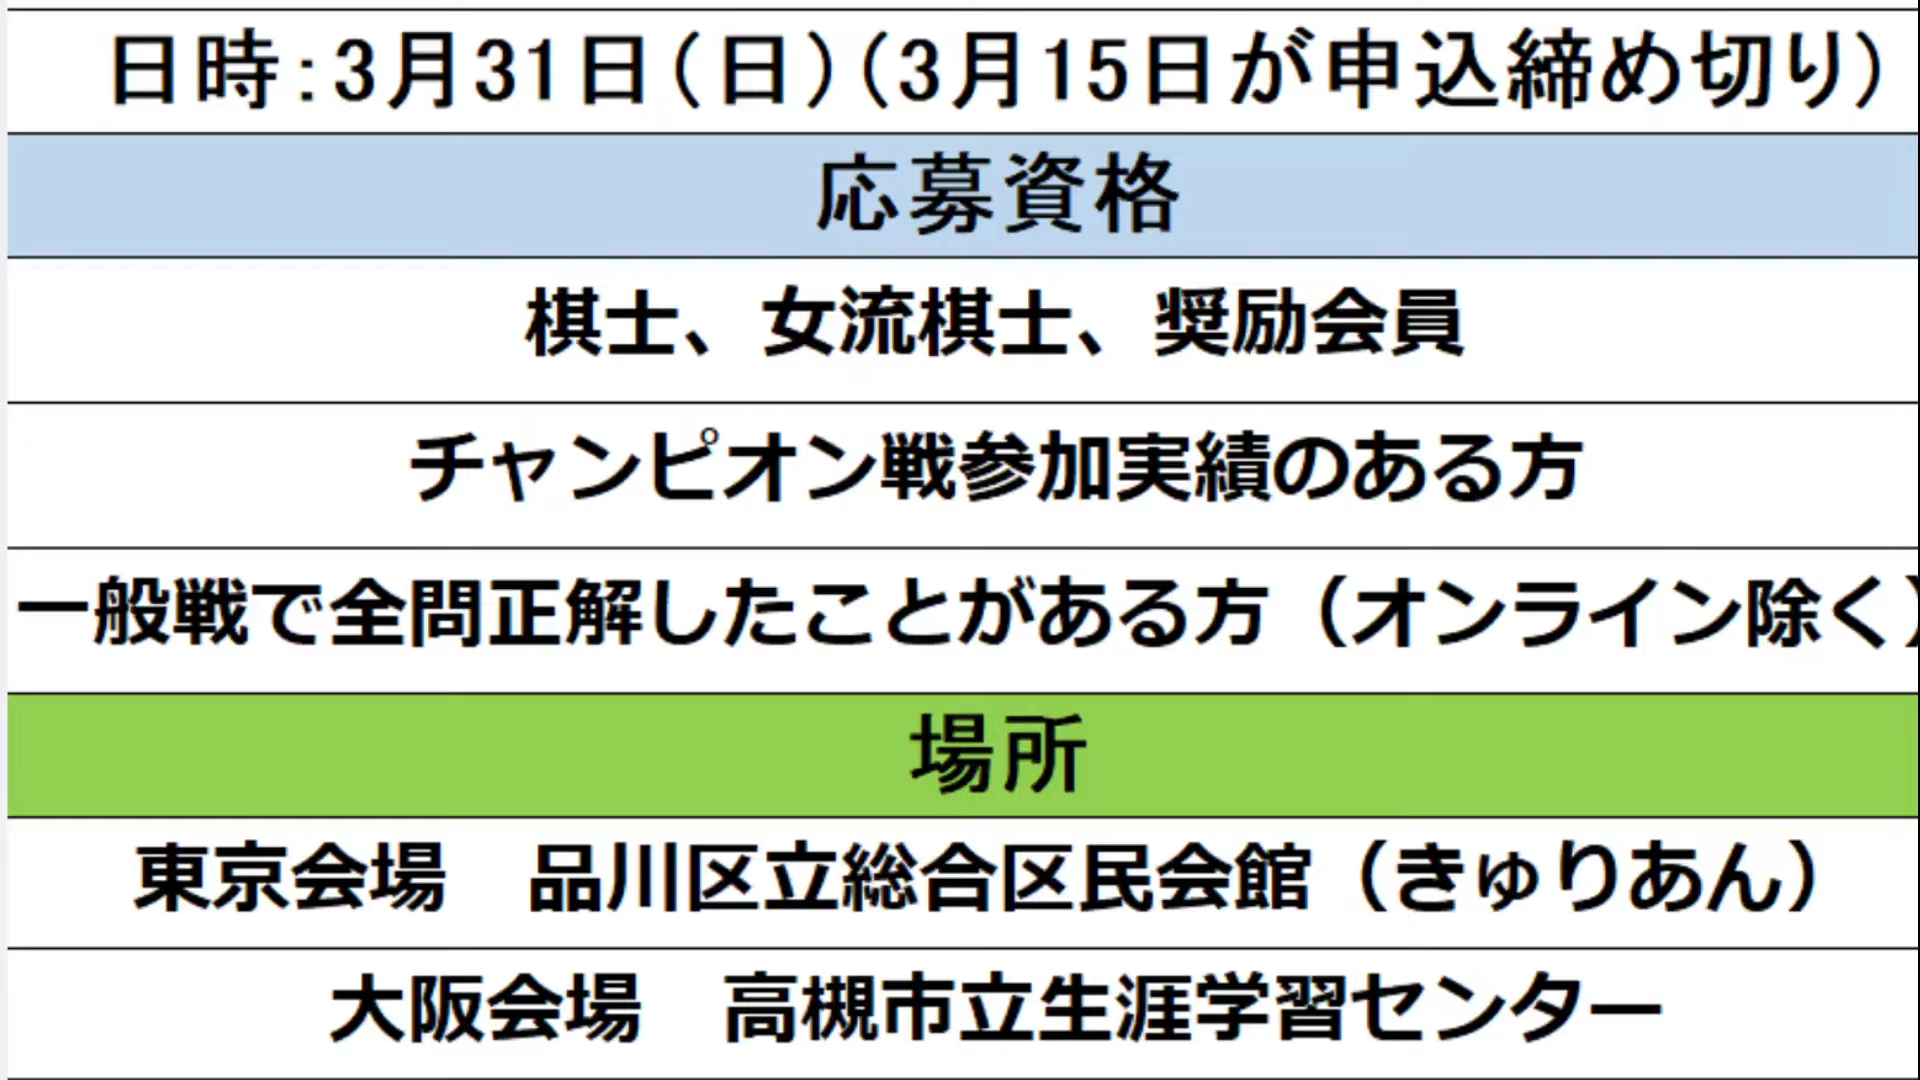 日時：3月31日（日）（3月15日が申込締め切り）
応募資格
棋士、女流棋士、奨励会員
チャンピオン戦参加実績のある方
一般戦で全問正解したことがある方（オンライン除く）
場所
東京会場　品川区立総合区民会館（きゅりあん）
大阪会場　高槻市立生涯学習センター